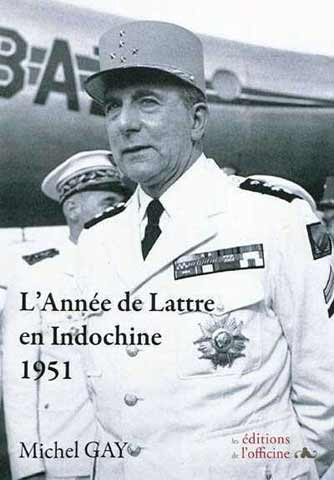 BA
L'Année de Lattre
en Indochine
1951
Michel GAY
les éditions
de l'officine